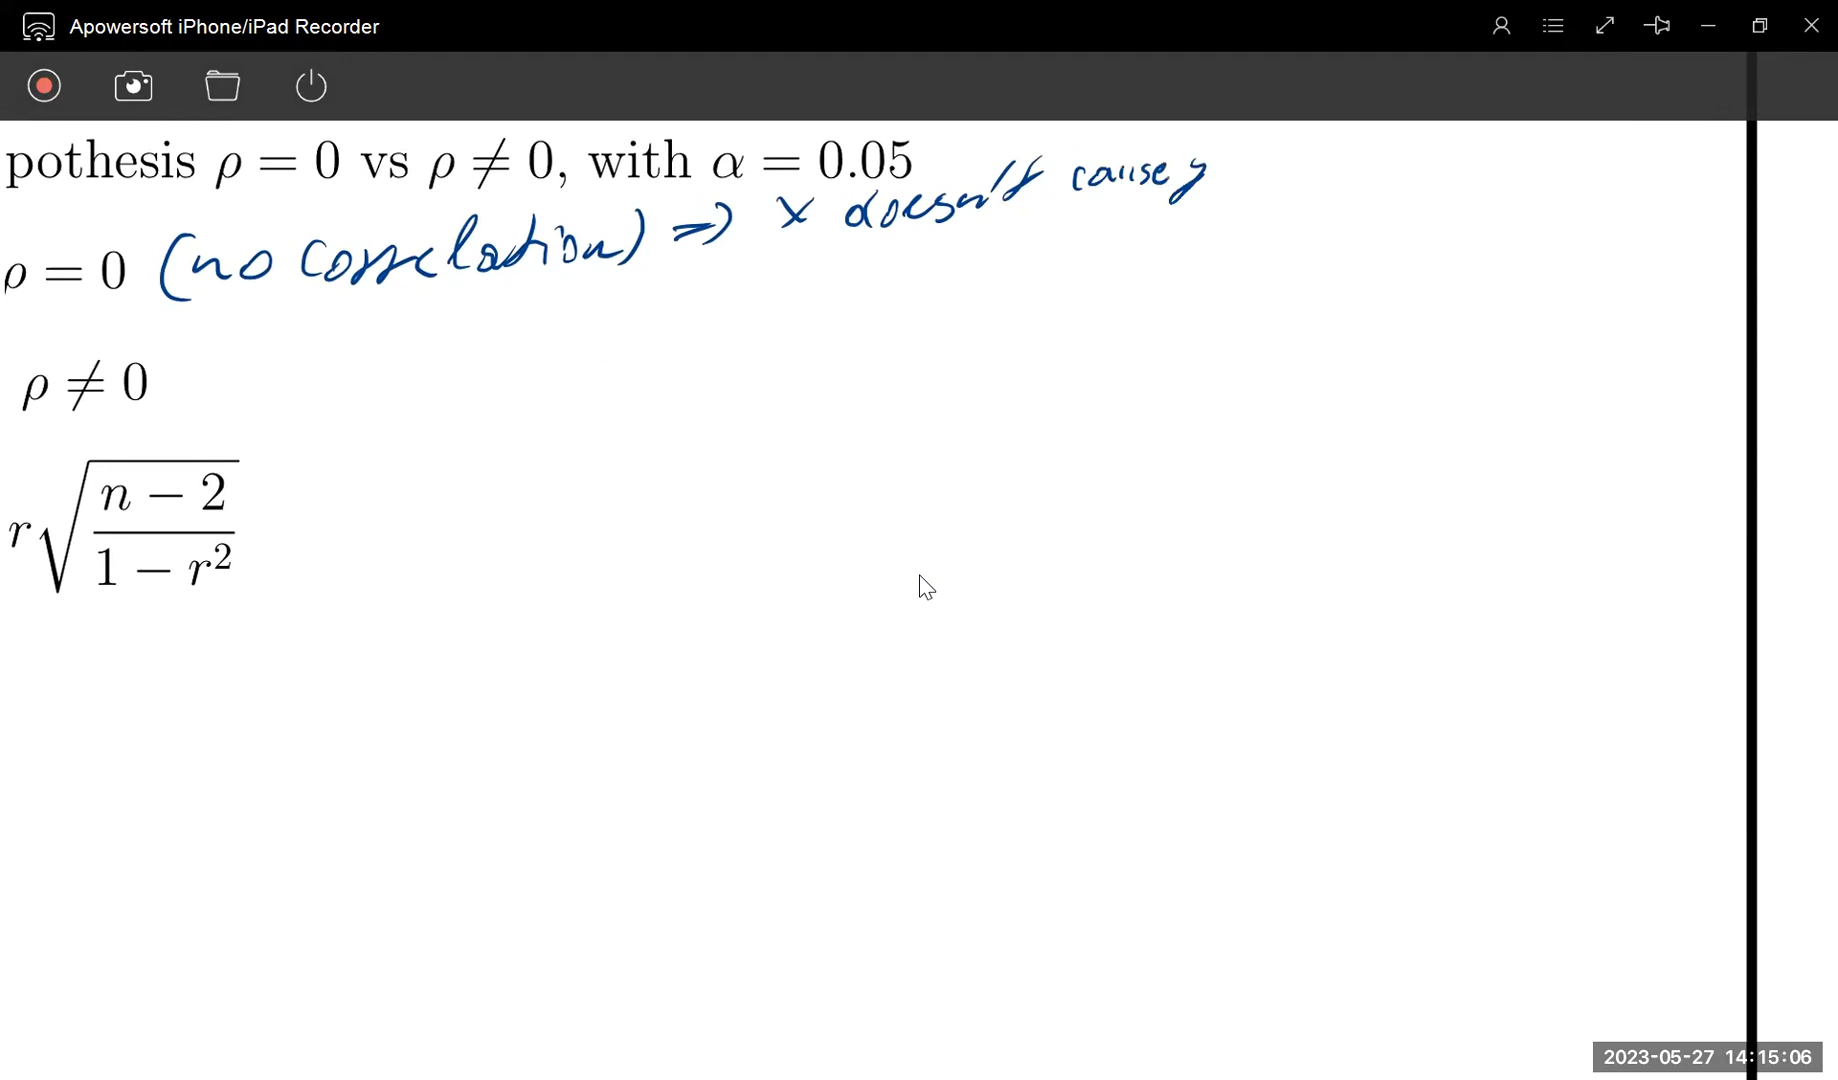 Apowersoft iPhone/iPad Recorder
pothesis ρ = 0 vs ρ ≠ 0, with α = 0.05
ρ = 0 (no correlation) => x doesn't cause y
ρ ≠ 0
r√((n − 2)/(1 − r²))
2023-05-27 14:15:06